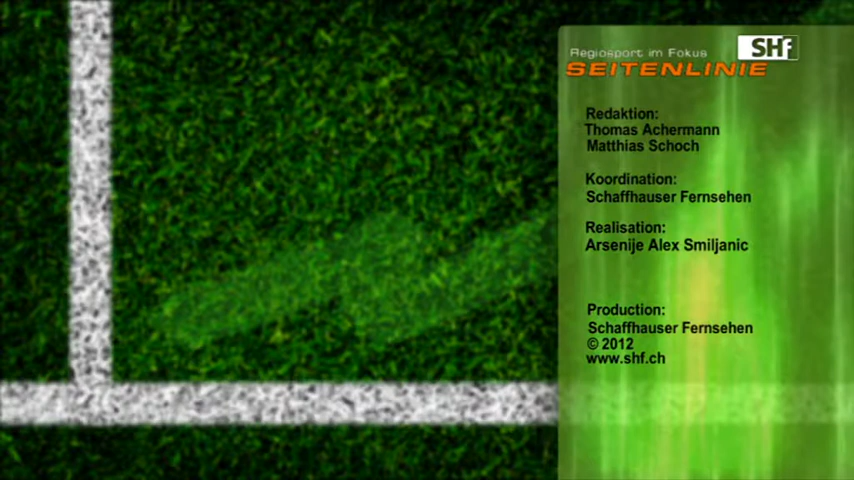 SHf
Regiosport im Fokus
SEITENLINIE
Redaktion:
Thomas Achermann
Matthias Schoch
Koordination:
Schaffhauser Fernsehen
Realisation:
Arsenije Alex Smiljanic
Production:
Schaffhauser Fernsehen
© 2012
www.shf.ch